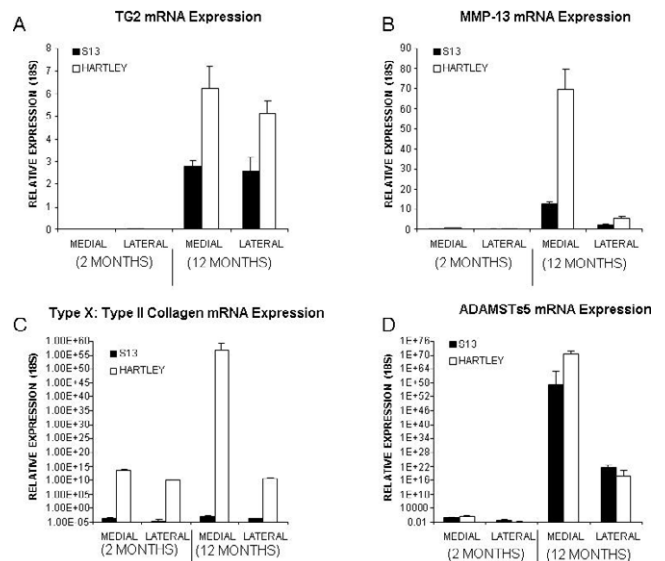 A
TG2 mRNA Expression
S13
HARTLEY
RELATIVE EXPRESSION (18S)
8
7
6
5
4
3
2
1
0
MEDIAL LATERAL MEDIAL LATERAL
(2 MONTHS) (12 MONTHS)
B
MMP-13 mRNA Expression
S13
HARTLEY
RELATIVE EXPRESSION (18S)
90
80
70
60
50
40
30
20
10
0
MEDIAL LATERAL MEDIAL LATERAL
(2 MONTHS) (12 MONTHS)
C
Type X: Type II Collagen mRNA Expression
S13
HARTLEY
RELATIVE EXPRESSION (18S)
1.00E+60
1.00E+55
1.00E+50
1.00E+45
1.00E+40
1.00E+35
1.00E+30
1.00E+25
1.00E+20
1.00E+15
1.00E+10
1.00E+05
1.00E+00
1.00E-05
MEDIAL LATERAL MEDIAL LATERAL
(2 MONTHS) (12 MONTHS)
D
ADAMSTs5 mRNA Expression
S13
HARTLEY
RELATIVE EXPRESSION (18S)
1E+76
1E+70
1E+64
1E+58
1E+52
1E+46
1E+40
1E+34
1E+28
1E+22
1E+16
1E+10
10000
0.01
MEDIAL LATERAL MEDIAL LATERAL
(2 MONTHS) (12 MONTHS)